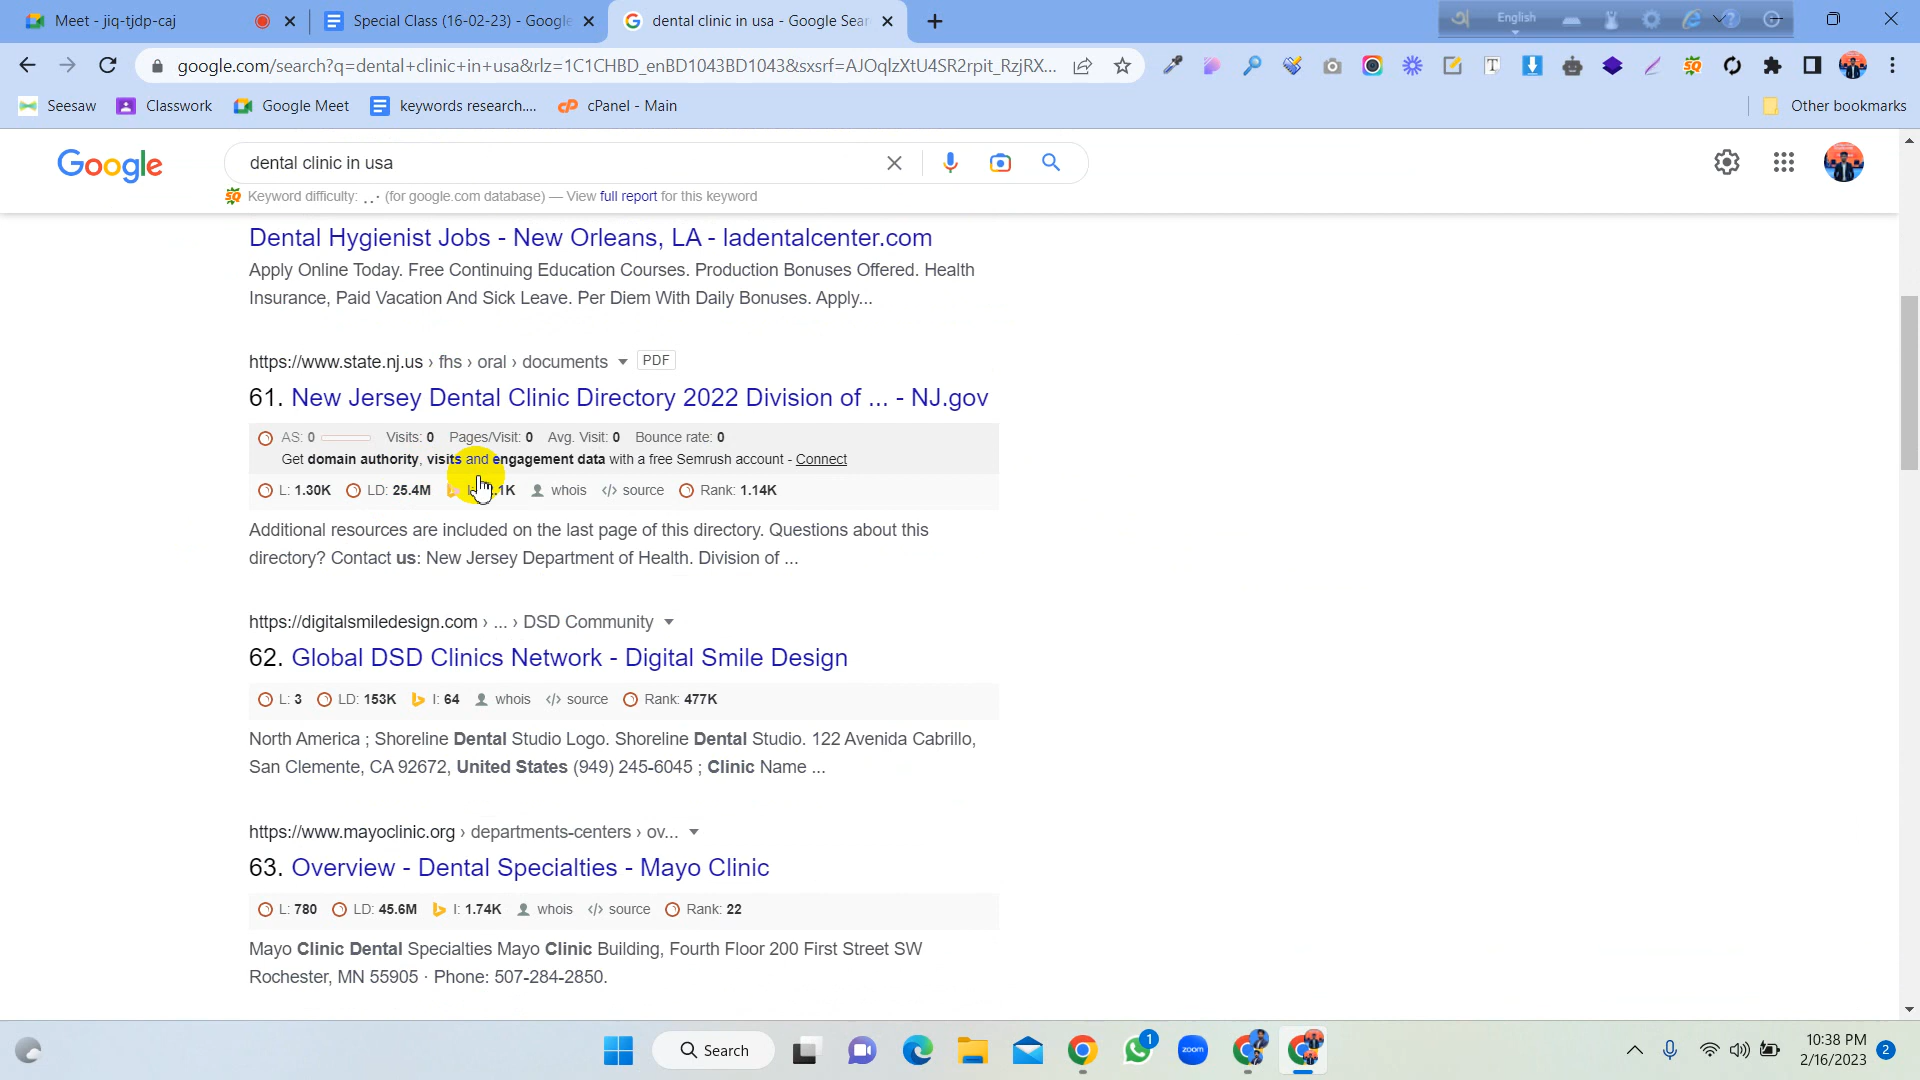 Meet - jiq-tjdp-caj
Special Class (16-02-23) - Google
dental clinic in usa - Google Sear
English
google.com/search?q=dental+clinic+in+usa&rlz=1C1CHBD_enBD1043BD1043&sxsrf=AJOqlzXtU4SR2rpit_RzjRX...
Seesaw
Classwork
Google Meet
keywords research....
cPanel - Main
Other bookmarks
Google
dental clinic in usa
Keyword difficulty: . . . (for google.com database) — View full report for this keyword
Dental Hygienist Jobs - New Orleans, LA - ladentalcenter.com
Apply Online Today. Free Continuing Education Courses. Production Bonuses Offered. Health
Insurance, Paid Vacation And Sick Leave. Per Diem With Daily Bonuses. Apply...
https://www.state.nj.us › fhs › oral › documents PDF
61. New Jersey Dental Clinic Directory 2022 Division of ... - NJ.gov
AS: 0 Visits: 0 Pages/Visit: 0 Avg. Visit: 0 Bounce rate: 0
Get domain authority, visits and engagement data with a free Semrush account - Connect
L: 1.30K LD: 25.4M .1K whois source Rank: 1.14K
Additional resources are included on the last page of this directory. Questions about this
directory? Contact us: New Jersey Department of Health. Division of ...
https://digitalsmiledesign.com › ... › DSD Community
62. Global DSD Clinics Network - Digital Smile Design
L: 3 LD: 153K I: 64 whois source Rank: 477K
North America ; Shoreline Dental Studio Logo. Shoreline Dental Studio. 122 Avenida Cabrillo,
San Clemente, CA 92672, United States (949) 245-6045 ; Clinic Name ...
https://www.mayoclinic.org › departments-centers › ov...
63. Overview - Dental Specialties - Mayo Clinic
L: 780 LD: 45.6M I: 1.74K whois source Rank: 22
Mayo Clinic Dental Specialties Mayo Clinic Building, Fourth Floor 200 First Street SW
Rochester, MN 55905 · Phone: 507-284-2850.
Search
zoom
1
10:38 PM
2/16/2023
2